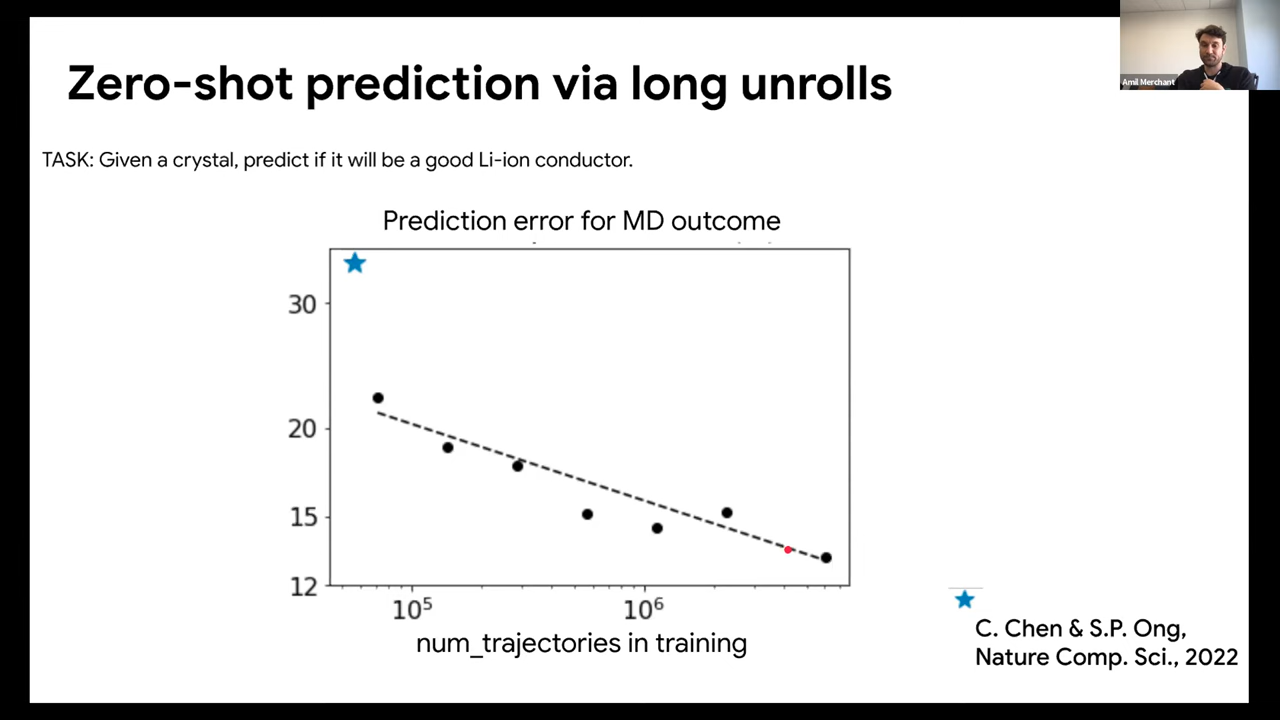 Zero-shot prediction via long unrolls
Amil Merchant
TASK: Given a crystal, predict if it will be a good Li-ion conductor.
Prediction error for MD outcome
30
20
15
12
10⁵
10⁶
num_trajectories in training
C. Chen & S.P. Ong,
Nature Comp. Sci., 2022